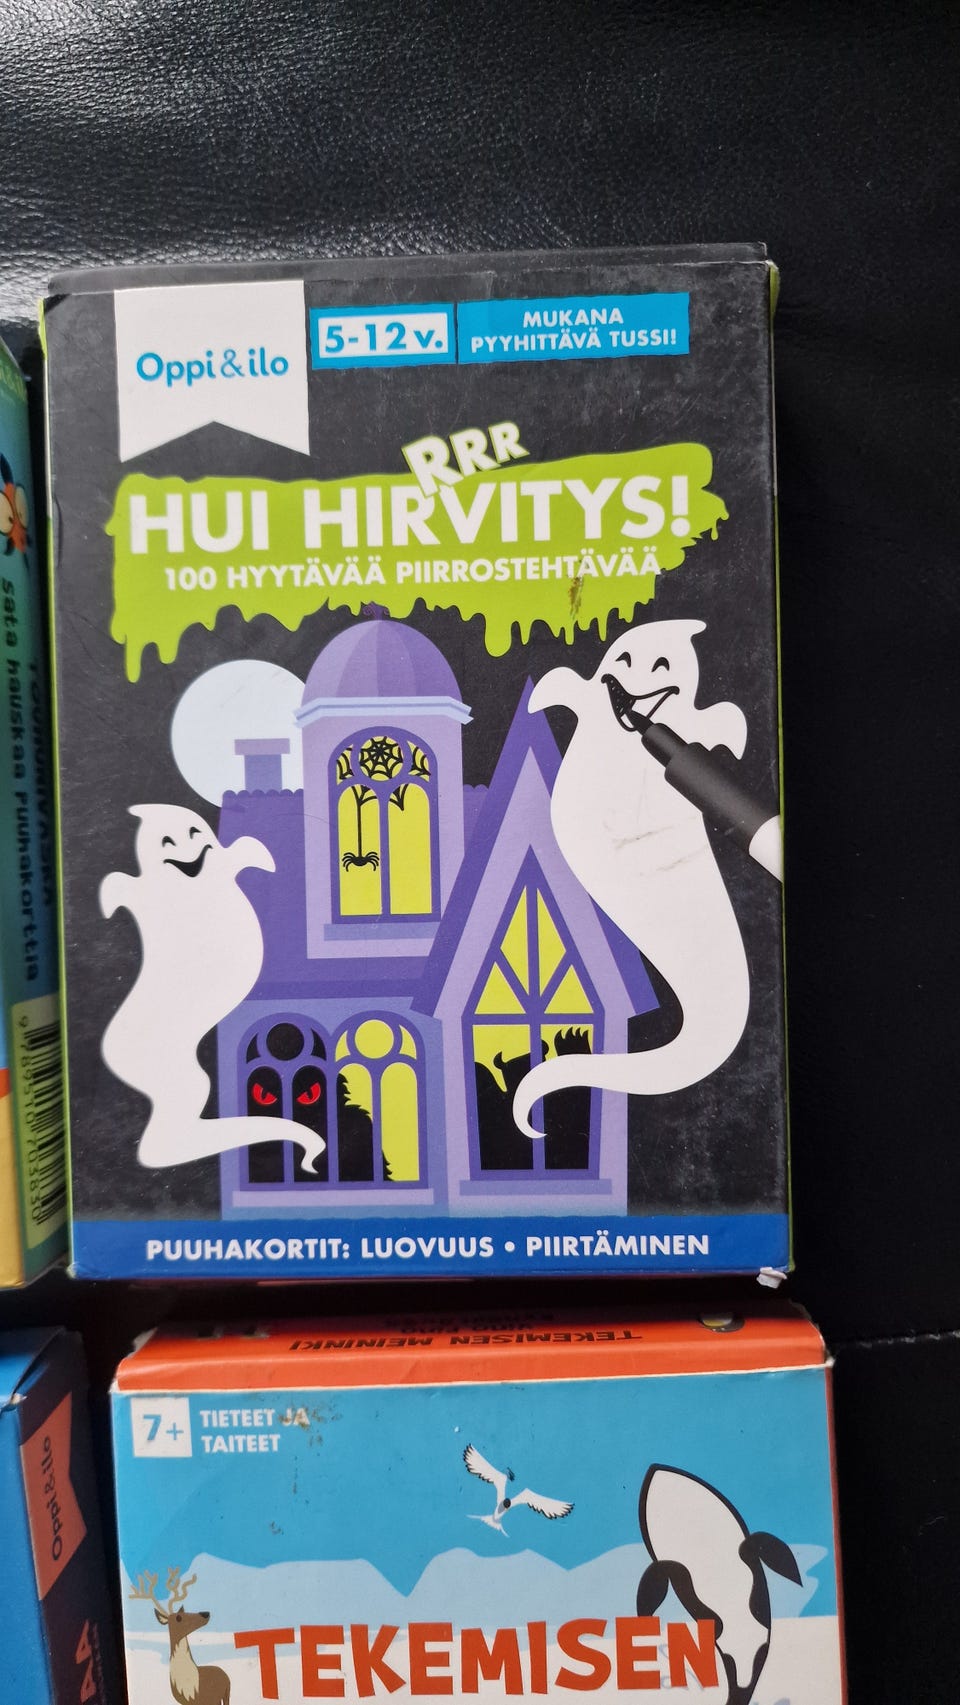 Oppi&ilo
5-12 v.
MUKANA
PYYHITTÄVÄ TUSSI!
RRR
HUI HIRVITYS!
100 HYYTÄVÄÄ PIIRROSTEHTÄVÄÄ
PUUHAKORTIT: LUOVUUS • PIIRTÄMINEN
sata hauskaa puuhakorttia
TEKEMISEN MEININKI
7+
TIETEET JA
TAITEET
TEKEMISEN
Oppi&ilo